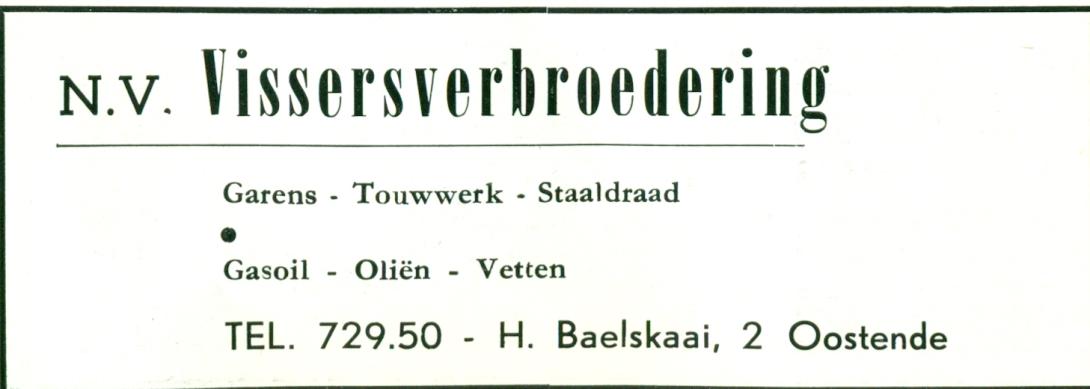 N.V. Vissersverbroedering
Garens - Touwwerk - Staaldraad
Gasoil - Oliën - Vetten
TEL. 729.50 - H. Baelskaai, 2 Oostende